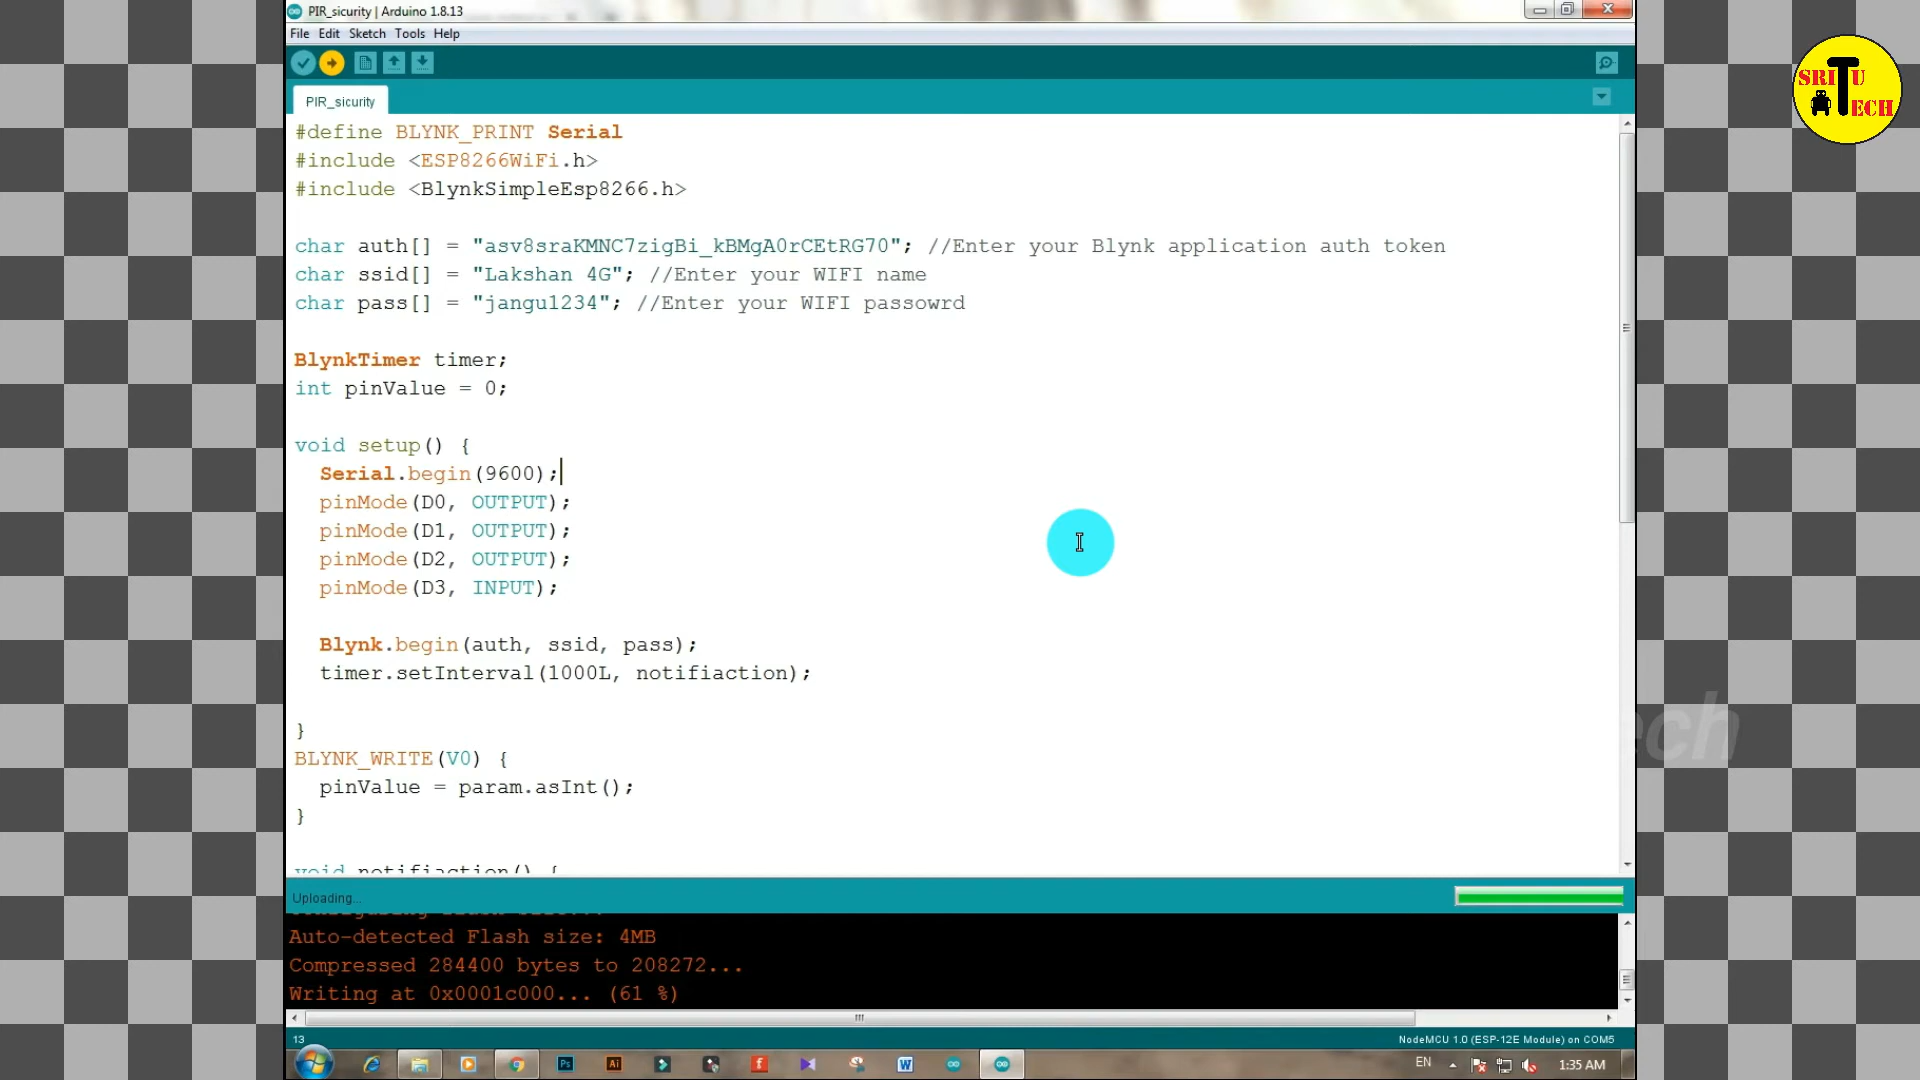 PIR_sicurity | Arduino 1.8.13
File Edit Sketch Tools Help
SRITU
TECH
PIR_sicurity
#define BLYNK_PRINT Serial
#include <ESP8266WiFi.h>
#include <BlynkSimpleEsp8266.h>
char auth[] = "asv8sraKMNC7zigBi_kBMgA0rCEtRG70"; //Enter your Blynk application auth token
char ssid[] = "Lakshan 4G"; //Enter your WIFI name
char pass[] = "jangu1234"; //Enter your WIFI passowrd
BlynkTimer timer;
int pinValue = 0;
void setup() {
Serial.begin(9600);
pinMode(D0, OUTPUT);
pinMode(D1, OUTPUT);
pinMode(D2, OUTPUT);
pinMode(D3, INPUT);
Blynk.begin(auth, ssid, pass);
timer.setInterval(1000L, notifiaction);
}
BLYNK_WRITE(V0) {
pinValue = param.asInt();
}
void notifiaction() {
Uploading...
Auto-detected Flash size: 4MB
Compressed 284400 bytes to 208272...
Writing at 0x0001c000... (61 %)
13
NodeMCU 1.0 (ESP-12E Module) on COM5
EN
1:35 AM